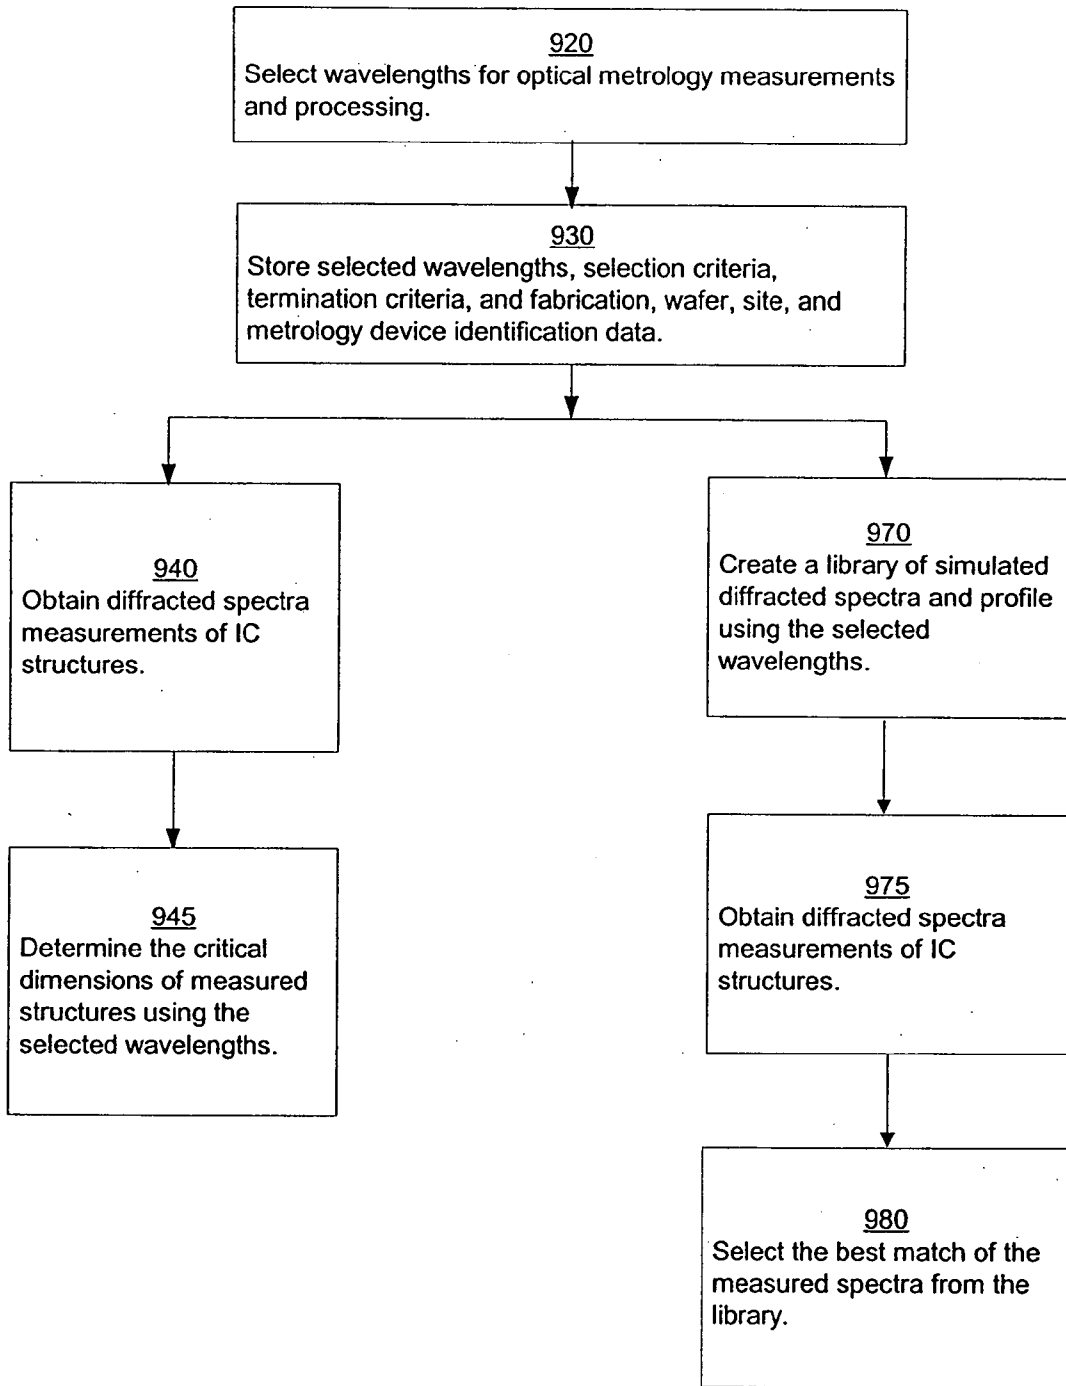 920
Select wavelengths for optical metrology measurements
and processing.
930
Store selected wavelengths, selection criteria,
termination criteria, and fabrication, wafer, site, and
metrology device identification data.
940
Obtain diffracted spectra
measurements of IC
structures.
945
Determine the critical
dimensions of measured
structures using the
selected wavelengths.
970
Create a library of simulated
diffracted spectra and profile
using the selected
wavelengths.
975
Obtain diffracted spectra
measurements of IC
structures.
980
Select the best match of the
measured spectra from the
library.